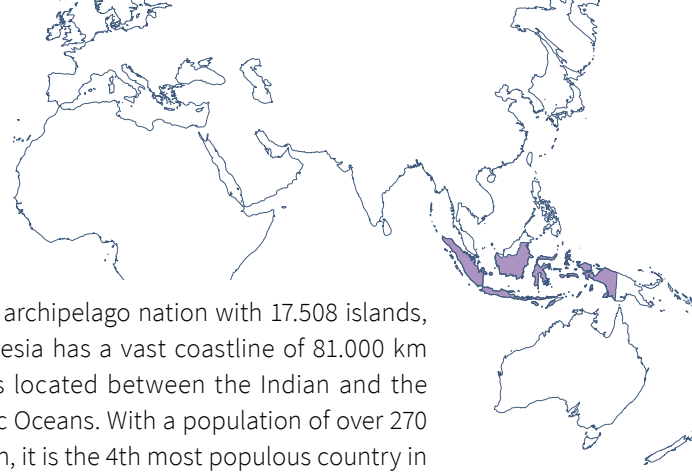 archipelago nation with 17.508 islands,
has a vast coastline of 81.000 km
located between the Indian and the
Oceans. With a population of over 270
it is the 4th most populous country in